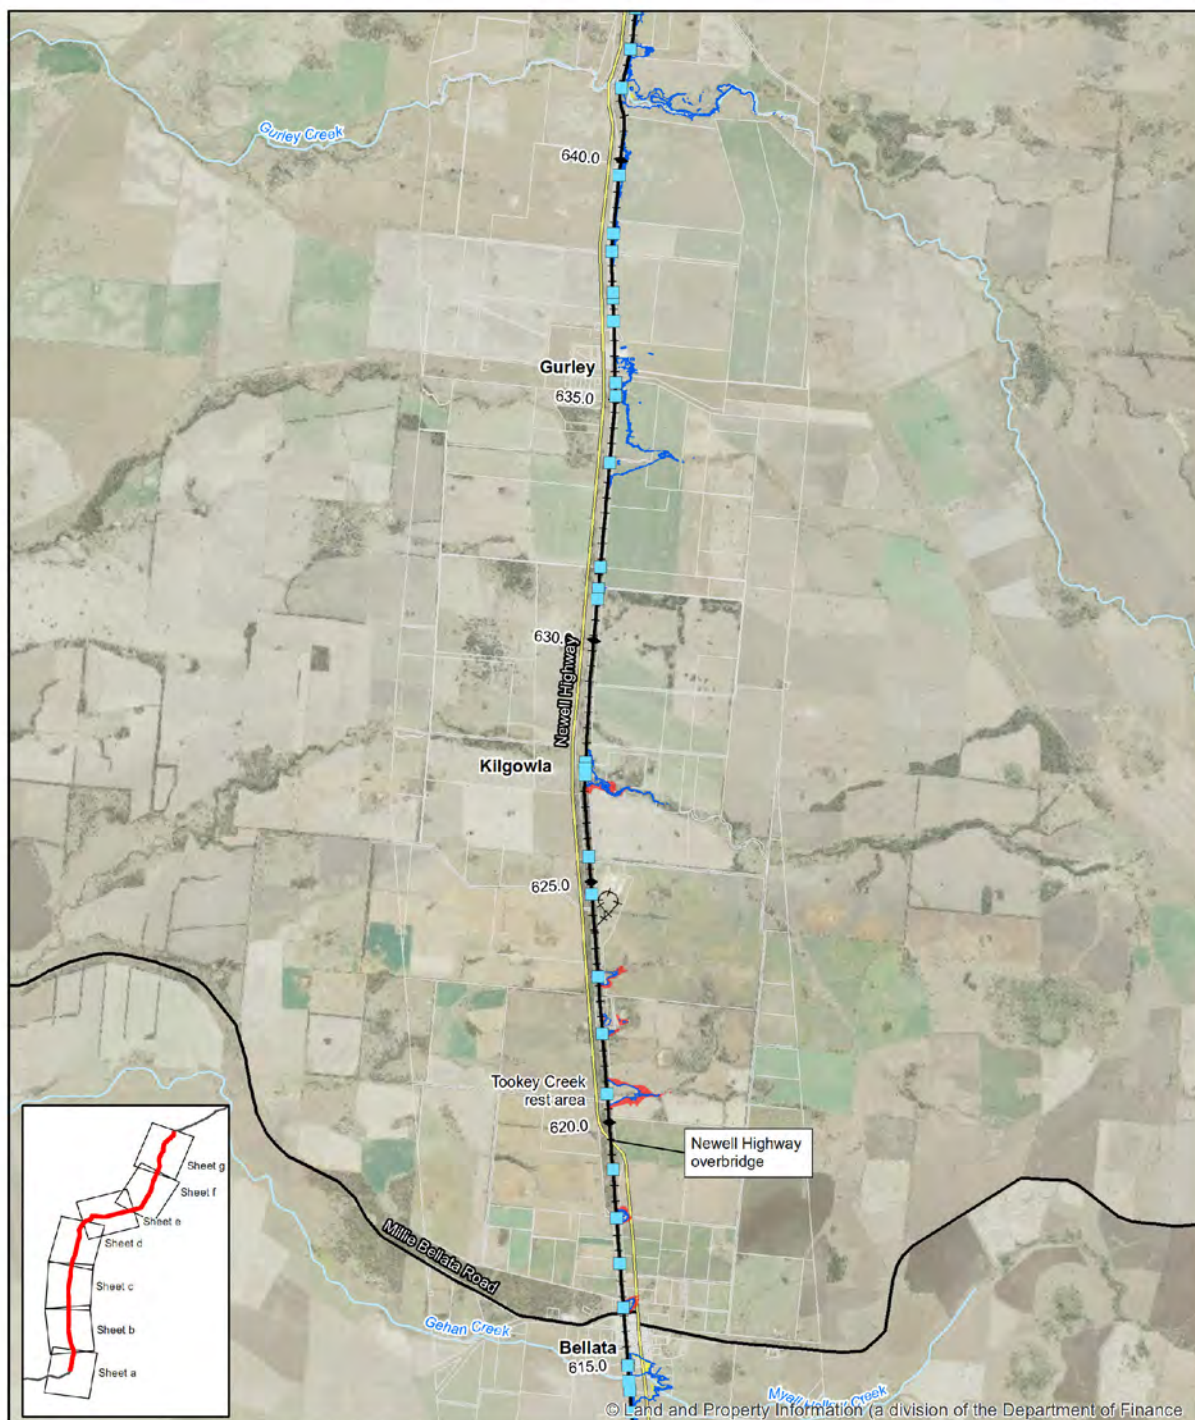 Gurley Creek
640.0
Gurley
635.0
630.
Newell Highway
Kilgowla
625.0
Tookey Creek
rest area
620.0
Newell Highway
overbridge
Millie Bellata Road
Gehan Creek
Bellata
615.0
Creek
Sheet g
Sheet f
Sheet e
Sheet d
Sheet c
Sheet b
Sheet a
© Land and Property Information (a division of the Department of Finance